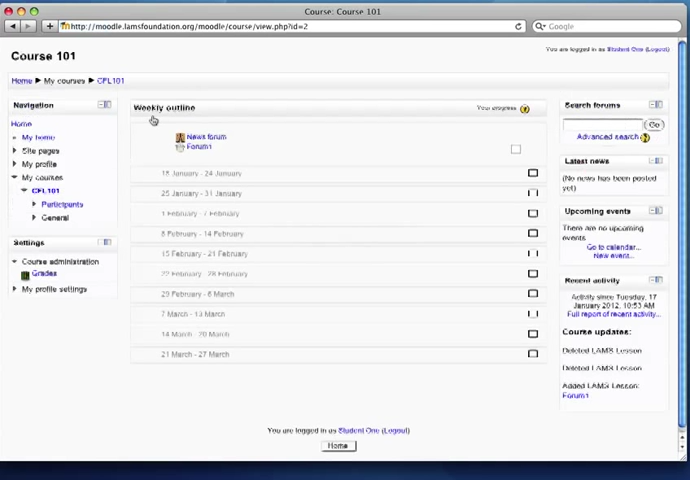 Course: Course 101
http://moodle.lamsfoundation.org/moodle/course/view.php?id=2
Google
Course 101
You are logged in as Student One (Logout)
Home ► My courses ► CFL101
Navigation
Home
My home
Site pages
My profile
My courses
CFL101
Participants
General
Settings
Course administration
Grades
My profile settings
Weekly outline
Your progress
News forum
Forum1
18 January - 24 January
25 January - 31 January
1 February - 7 February
8 February - 14 February
15 February - 21 February
22 February - 28 February
29 February - 6 March
7 March - 13 March
14 March - 20 March
21 March - 27 March
Search forums
Go
Advanced search
Latest news
(No news has been posted
yet)
Upcoming events
There are no upcoming
events
Go to calendar...
New event...
Recent activity
Activity since Tuesday, 17
January 2012, 10:53 AM
Full report of recent activity...
Course updates:
Deleted LAMS Lesson
Deleted LAMS Lesson
Added LAMS Lesson:
Forum1
You are logged in as Student One (Logout)
Home